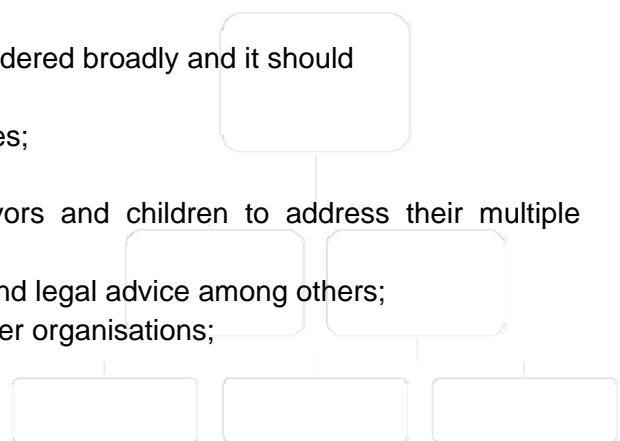 dered broadly and it should
es;
vors and children to address their multiple
nd legal advice among others;
er organisations;